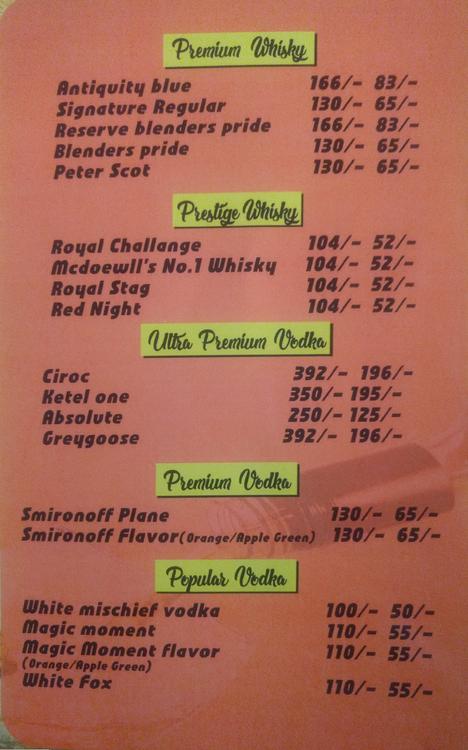 Premium Whisky
Antiquity blue 166/- 83/-
Signature Regular 130/- 65/-
Reserve blenders pride 166/- 83/-
Blenders pride 130/- 65/-
Peter Scot 130/- 65/-
Prestige Whisky
Royal Challange 104/- 52/-
Mcdoewll's No.1 Whisky 104/- 52/-
Royal Stag 104/- 52/-
Red Night 104/- 52/-
Ultra Premium Vodka
Ciroc 392/- 196/-
Ketel one 350/- 195/-
Absolute 250/- 125/-
Greygoose 392/- 196/-
Premium Vodka
Smironoff Plane 130/- 65/-
Smironoff Flavor(Orange/Apple Green) 130/- 65/-
Popular Vodka
White mischief vodka 100/- 50/-
Magic moment 110/- 55/-
Magic Moment flavor 110/- 55/-
(Orange/Apple Green)
White Fox 110/- 55/-